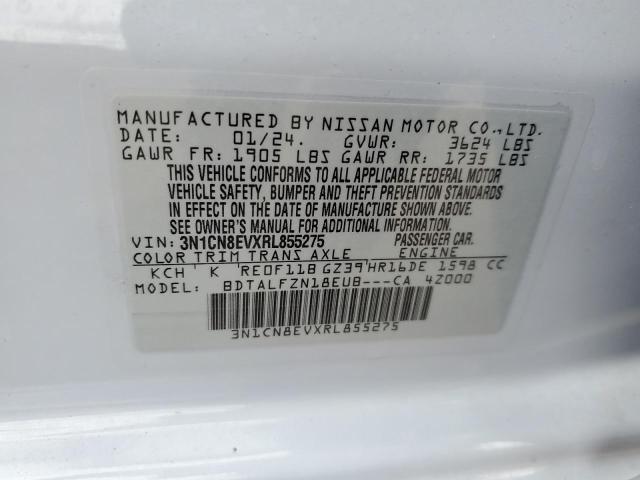 MANUFACTURED BY NISSAN MOTOR CO.,LTD.
DATE: 01/24. GVWR: 3624 LBS
GAWR FR: 1905 LBS GAWR RR: 1735 LBS
THIS VEHICLE CONFORMS TO ALL APPLICABLE FEDERAL MOTOR
VEHICLE SAFETY, BUMPER AND THEFT PREVENTION STANDARDS
IN EFFECT ON THE DATE OF MANUFACTURE SHOWN ABOVE.
SEE OWNER'S MANUAL FOR ADDITIONAL INFORMATION.
VIN: 3N1CN8EVXRL855275 PASSENGER CAR.
COLOR TRIM TRANS AXLE ENGINE
KCH K RE0F11B GZ39 HR16DE 1598 CC
MODEL: BDTALFZN18EUB---CA 4Z000
3N1CN8EVXRL855275